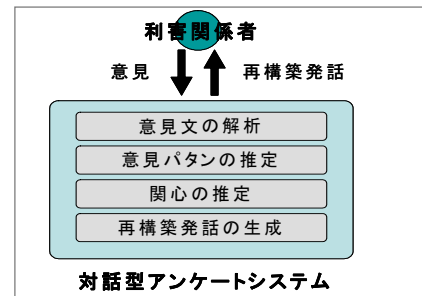 利害関係者
意見 再構築発話
意見文の解析
意見パタンの推定
関心の推定
再構築発話の生成
対話型アンケートシステム